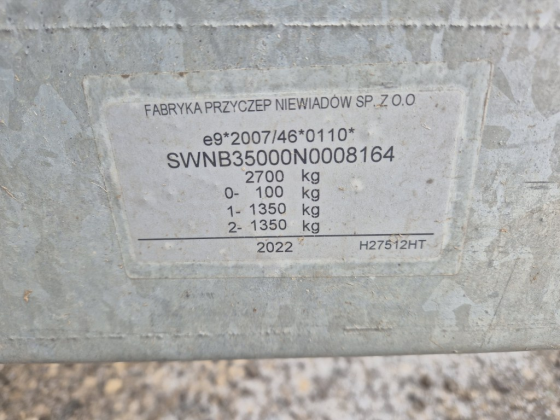 FABRYKA PRZYCZEP NIEWIADÓW SP. Z O.O
e9*2007/46*0110*
SWNB35000N0008164
2700 kg
0- 100 kg
1- 1350 kg
2- 1350 kg
2022 H27512HT